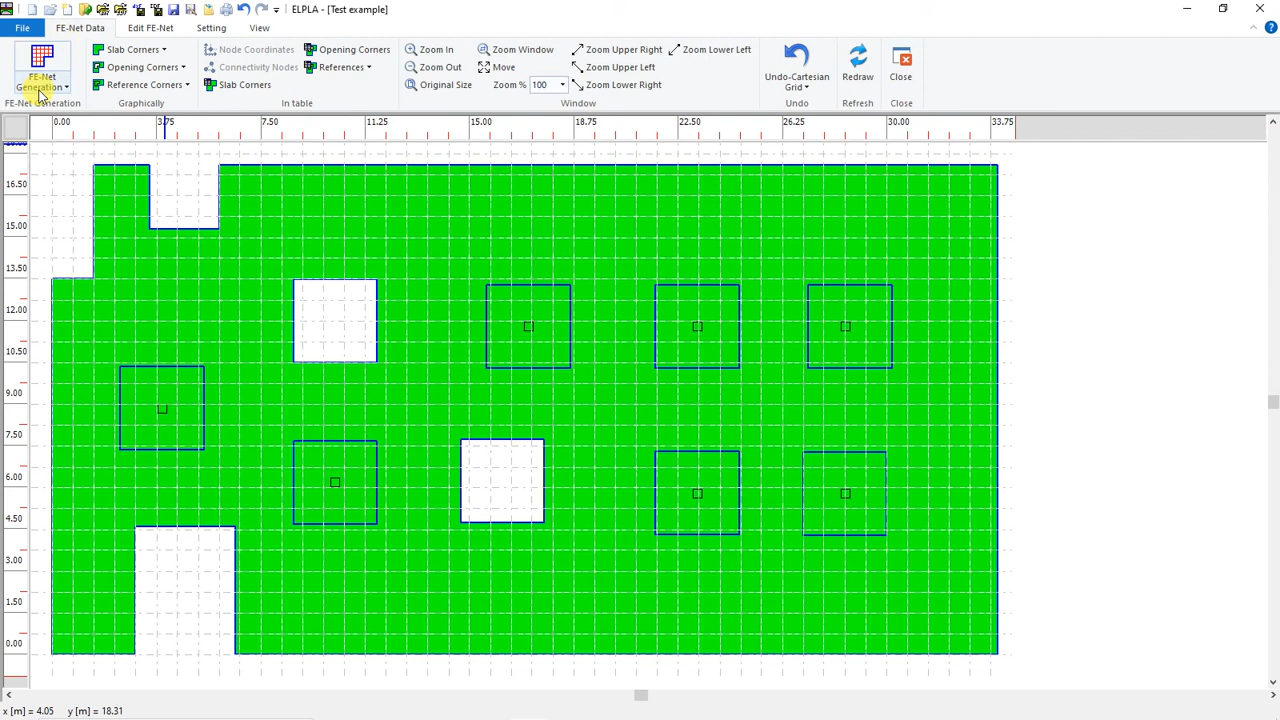 ELPLA - [Test example]
File FE-Net Data Edit FE-Net Setting View
FE-Net
Generation
FE-Net Generation
Slab Corners
Opening Corners
Reference Corners
Graphically
Node Coordinates
Connectivity Nodes
Slab Corners
Opening Corners
References
In table
Zoom In
Zoom Out
Original Size
Zoom Window
Move
Zoom % 100
Zoom Upper Right
Zoom Upper Left
Zoom Lower Right
Zoom Lower Left
Window
Undo-Cartesian
Grid
Undo
Redraw
Refresh
Close
Close
0.00 3.75 7.50 11.25 15.00 18.75 22.50 26.25 30.00 33.75
16.50
15.00
13.50
12.00
10.50
9.00
7.50
6.00
4.50
3.00
1.50
0.00
x [m] = 4.05 y [m] = 18.31